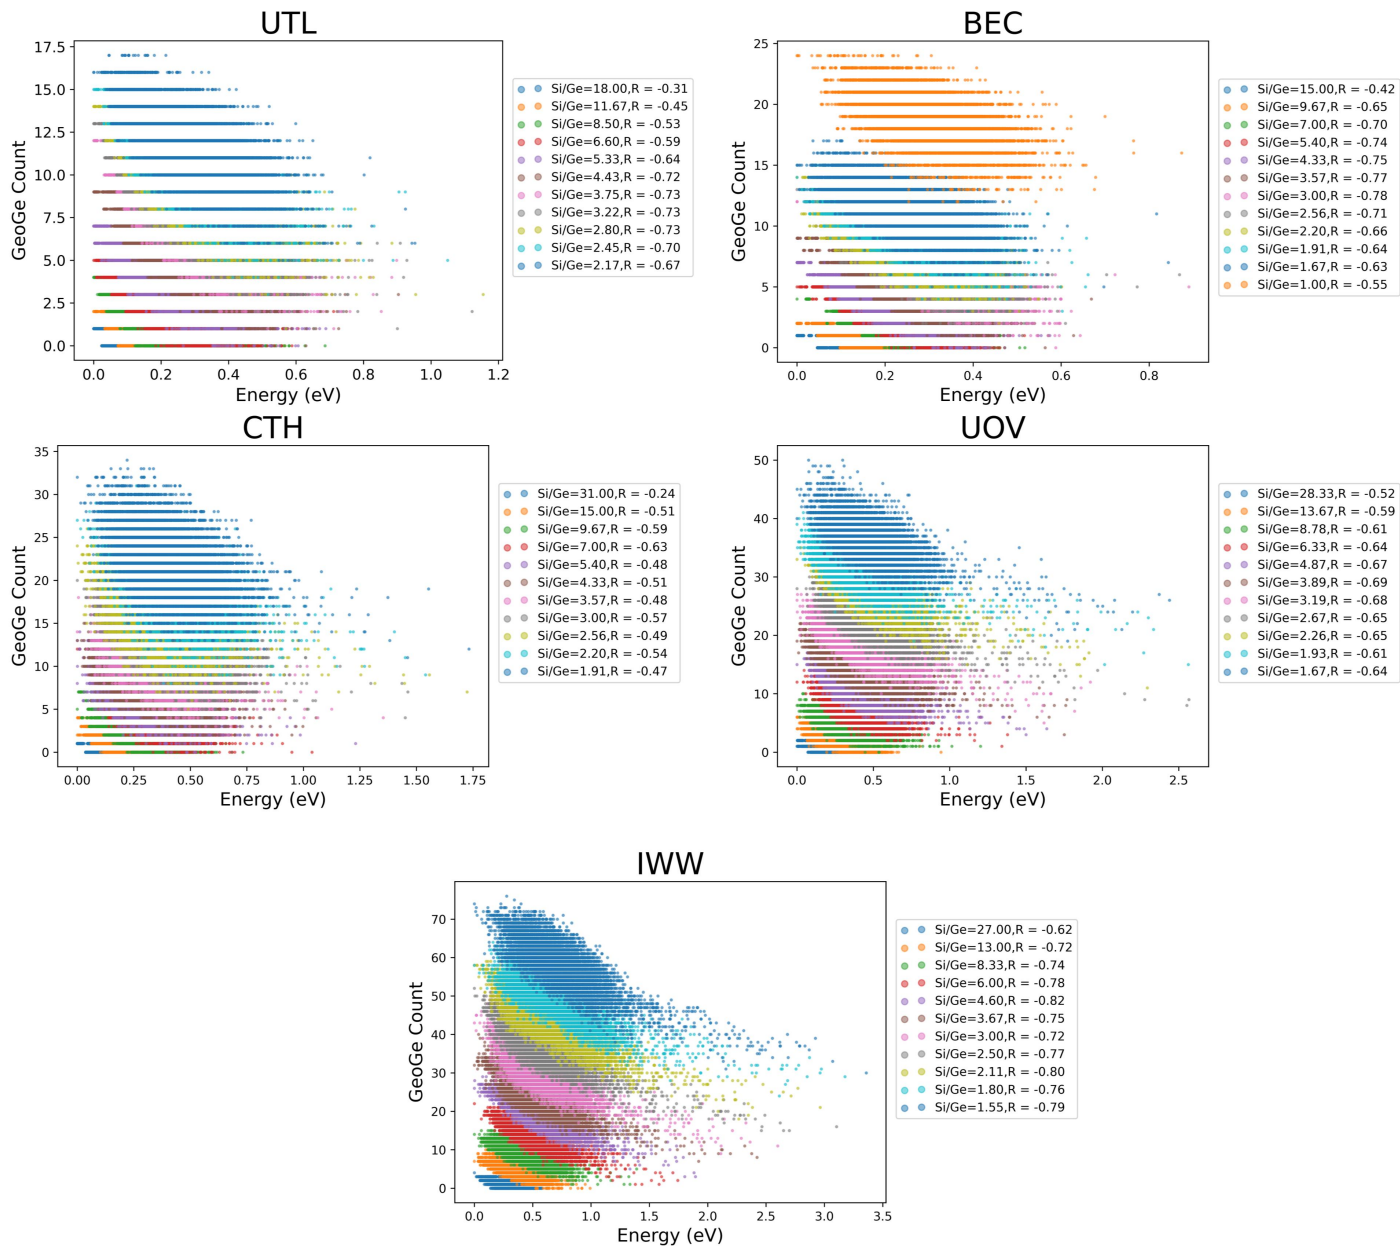 UTL
17.5
15.0
12.5
10.0
7.5
5.0
2.5
0.0
GeoGe Count
0.0 0.2 0.4 0.6 0.8 1.0 1.2
Energy (eV)
Si/Ge=18.00,R = -0.31
Si/Ge=11.67,R = -0.45
Si/Ge=8.50,R = -0.53
Si/Ge=6.60,R = -0.59
Si/Ge=5.33,R = -0.64
Si/Ge=4.43,R = -0.72
Si/Ge=3.75,R = -0.73
Si/Ge=3.22,R = -0.73
Si/Ge=2.80,R = -0.73
Si/Ge=2.45,R = -0.70
Si/Ge=2.17,R = -0.67
BEC
25
20
15
10
5
0
GeoGe Count
0.0 0.2 0.4 0.6 0.8
Energy (eV)
Si/Ge=15.00,R = -0.42
Si/Ge=9.67,R = -0.65
Si/Ge=7.00,R = -0.70
Si/Ge=5.40,R = -0.74
Si/Ge=4.33,R = -0.75
Si/Ge=3.57,R = -0.77
Si/Ge=3.00,R = -0.78
Si/Ge=2.56,R = -0.71
Si/Ge=2.20,R = -0.66
Si/Ge=1.91,R = -0.64
Si/Ge=1.67,R = -0.63
Si/Ge=1.00,R = -0.55
CTH
35
30
25
20
15
10
5
0
GeoGe Count
0.00 0.25 0.50 0.75 1.00 1.25 1.50 1.75
Energy (eV)
Si/Ge=31.00,R = -0.24
Si/Ge=15.00,R = -0.51
Si/Ge=9.67,R = -0.59
Si/Ge=7.00,R = -0.63
Si/Ge=5.40,R = -0.48
Si/Ge=4.33,R = -0.51
Si/Ge=3.57,R = -0.48
Si/Ge=3.00,R = -0.57
Si/Ge=2.56,R = -0.49
Si/Ge=2.20,R = -0.54
Si/Ge=1.91,R = -0.47
UOV
50
40
30
20
10
0
GeoGe Count
0.0 0.5 1.0 1.5 2.0 2.5
Energy (eV)
Si/Ge=28.33,R = -0.52
Si/Ge=13.67,R = -0.59
Si/Ge=8.78,R = -0.61
Si/Ge=6.33,R = -0.64
Si/Ge=4.87,R = -0.67
Si/Ge=3.89,R = -0.69
Si/Ge=3.19,R = -0.68
Si/Ge=2.67,R = -0.65
Si/Ge=2.26,R = -0.65
Si/Ge=1.93,R = -0.61
Si/Ge=1.67,R = -0.64
IWW
70
60
50
40
30
20
10
0
GeoGe Count
0.0 0.5 1.0 1.5 2.0 2.5 3.0 3.5
Energy (eV)
Si/Ge=27.00,R = -0.62
Si/Ge=13.00,R = -0.72
Si/Ge=8.33,R = -0.74
Si/Ge=6.00,R = -0.78
Si/Ge=4.60,R = -0.82
Si/Ge=3.67,R = -0.75
Si/Ge=3.00,R = -0.72
Si/Ge=2.50,R = -0.77
Si/Ge=2.11,R = -0.80
Si/Ge=1.80,R = -0.76
Si/Ge=1.55,R = -0.79